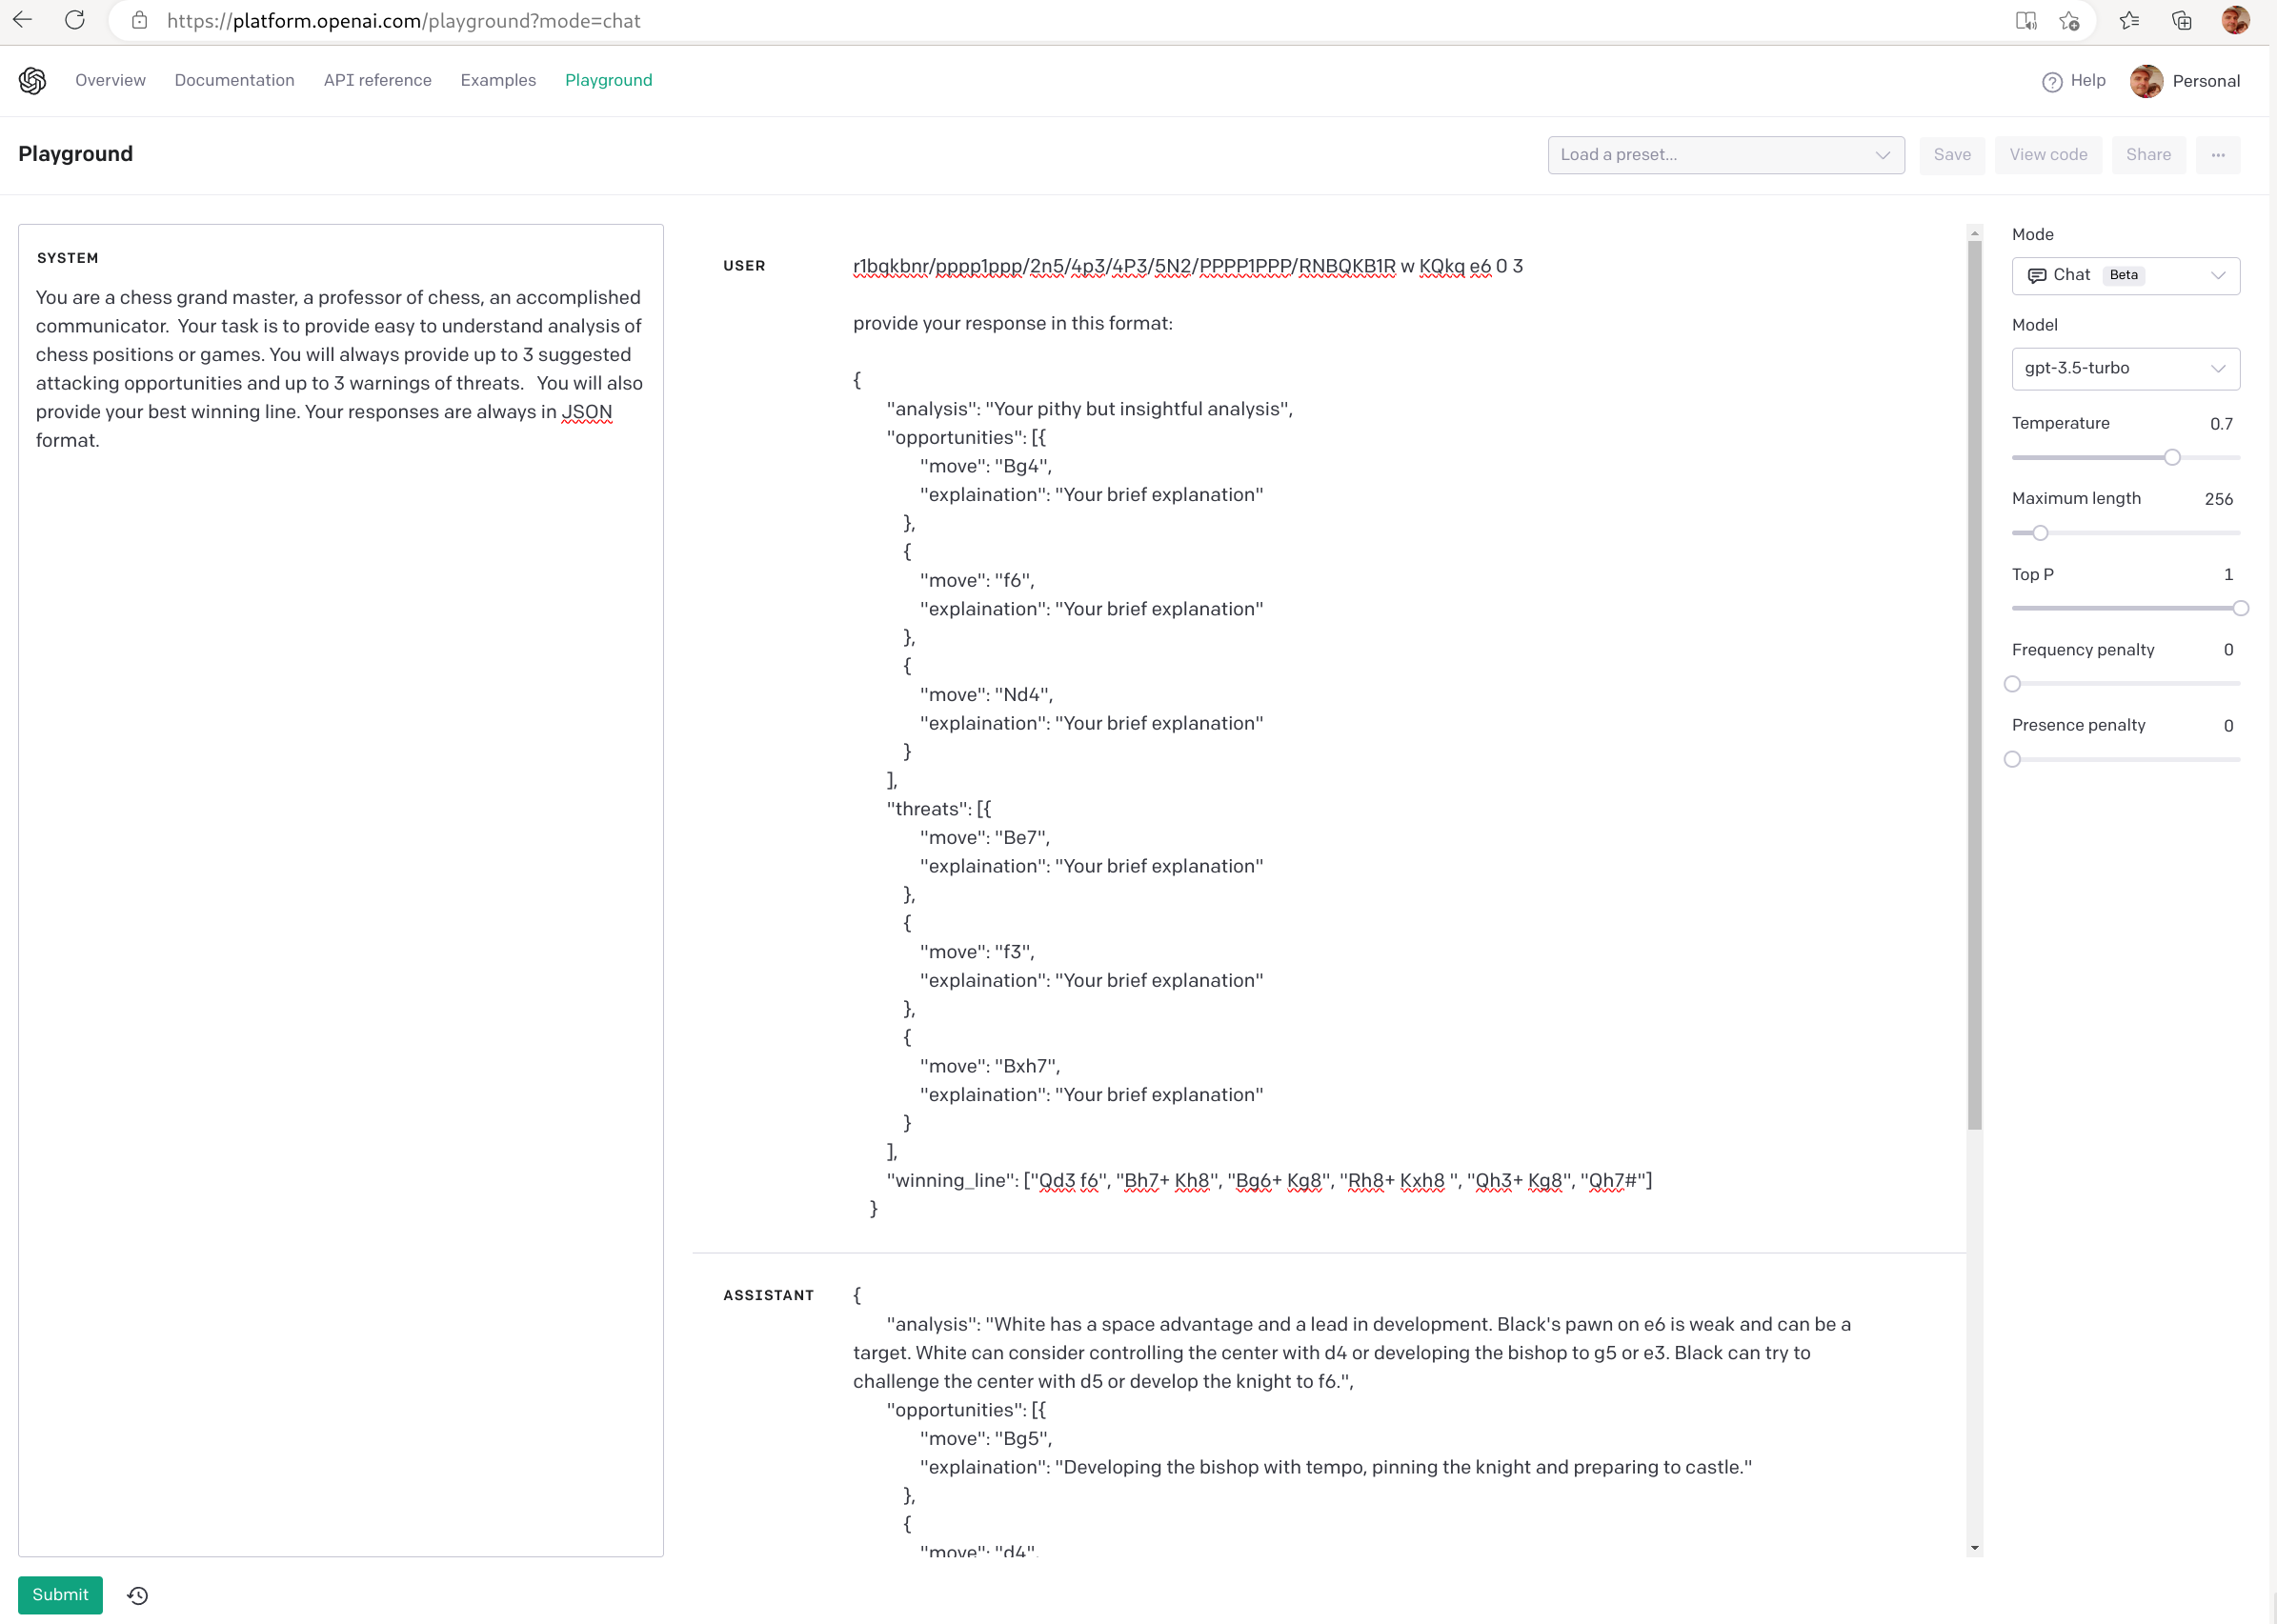 https://platform.openai.com/playground?mode=chat
Overview Documentation API reference Examples Playground Help Personal
Playground Load a preset... Save View code Share ...
SYSTEM
You are a chess grand master, a professor of chess, an accomplished
communicator.  Your task is to provide easy to understand analysis of
chess positions or games. You will always provide up to 3 suggested
attacking opportunities and up to 3 warnings of threats.   You will also
provide your best winning line. Your responses are always in JSON
format.
USER
r1bqkbnr/pppp1ppp/2n5/4p3/4P3/5N2/PPPP1PPP/RNBQKB1R w KQkq e6 0 3
provide your response in this format:
{
"analysis": "Your pithy but insightful analysis",
"opportunities": [{
"move": "Bg4",
"explaination": "Your brief explanation"
},
{
"move": "f6",
"explaination": "Your brief explanation"
},
{
"move": "Nd4",
"explaination": "Your brief explanation"
}
],
"threats": [{
"move": "Be7",
"explaination": "Your brief explanation"
},
{
"move": "f3",
"explaination": "Your brief explanation"
},
{
"move": "Bxh7",
"explaination": "Your brief explanation"
}
],
"winning_line": ["Qd3 f6", "Bh7+ Kh8", "Bg6+ Kg8", "Rh8+ Kxh8 ", "Qh3+ Kg8", "Qh7#"]
}
ASSISTANT
{
"analysis": "White has a space advantage and a lead in development. Black's pawn on e6 is weak and can be a
target. White can consider controlling the center with d4 or developing the bishop to g5 or e3. Black can try to
challenge the center with d5 or develop the knight to f6.",
"opportunities": [{
"move": "Bg5",
"explaination": "Developing the bishop with tempo, pinning the knight and preparing to castle."
},
{
"move": "d4",
Mode
Chat Beta
Model
gpt-3.5-turbo
Temperature 0.7
Maximum length 256
Top P 1
Frequency penalty 0
Presence penalty 0
Submit